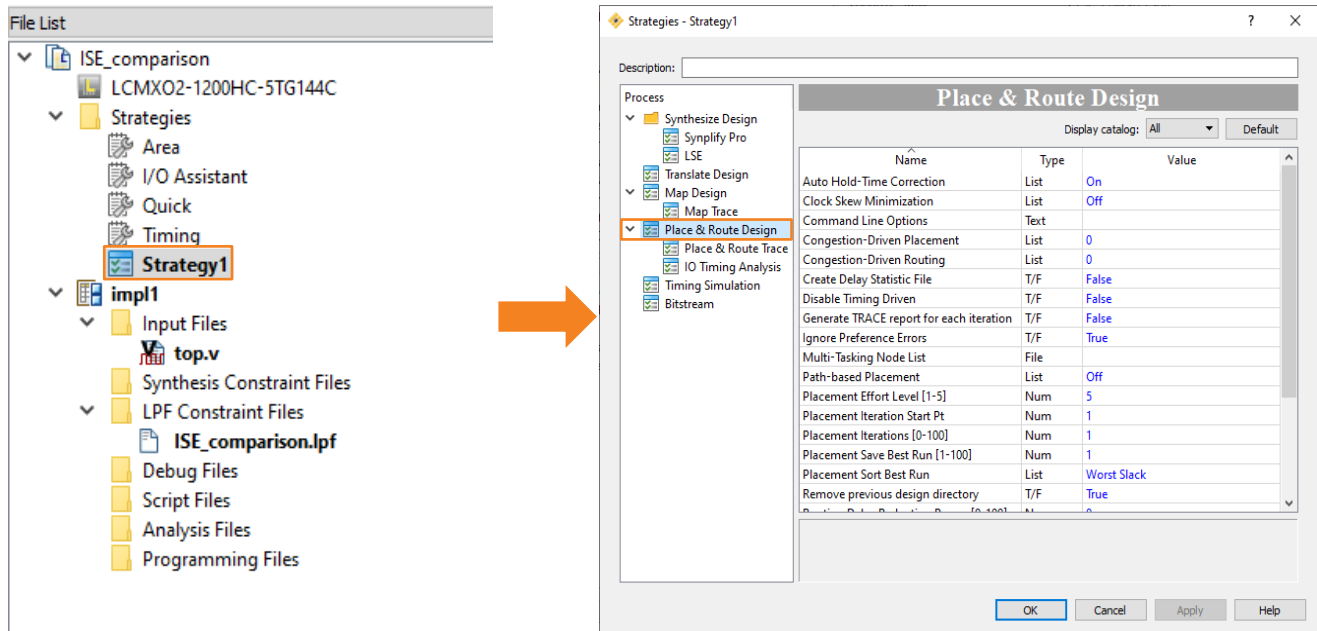 File List
ISE_comparison
LCMXO2-1200HC-5TG144C
Strategies
Area
I/O Assistant
Quick
Timing
Strategy1
impl1
Input Files
top.v
Synthesis Constraint Files
LPF Constraint Files
ISE_comparison.lpf
Debug Files
Script Files
Analysis Files
Programming Files
Strategies - Strategy1
Description:
Process
Synthesize Design
Synplify Pro
LSE
Translate Design
Map Design
Map Trace
Place & Route Design
Place & Route Trace
IO Timing Analysis
Timing Simulation
Bitstream
Place & Route Design
Display catalog: All Default
Name Type Value
Auto Hold-Time Correction List On
Clock Skew Minimization List Off
Command Line Options Text
Congestion-Driven Placement List 0
Congestion-Driven Routing List 0
Create Delay Statistic File T/F False
Disable Timing Driven T/F False
Generate TRACE report for each iteration T/F False
Ignore Preference Errors T/F True
Multi-Tasking Node List File
Path-based Placement List Off
Placement Effort Level [1-5] Num 5
Placement Iteration Start Pt Num 1
Placement Iterations [0-100] Num 1
Placement Save Best Run [1-100] Num 1
Placement Sort Best Run List Worst Slack
Remove previous design directory T/F True
OK Cancel Apply Help